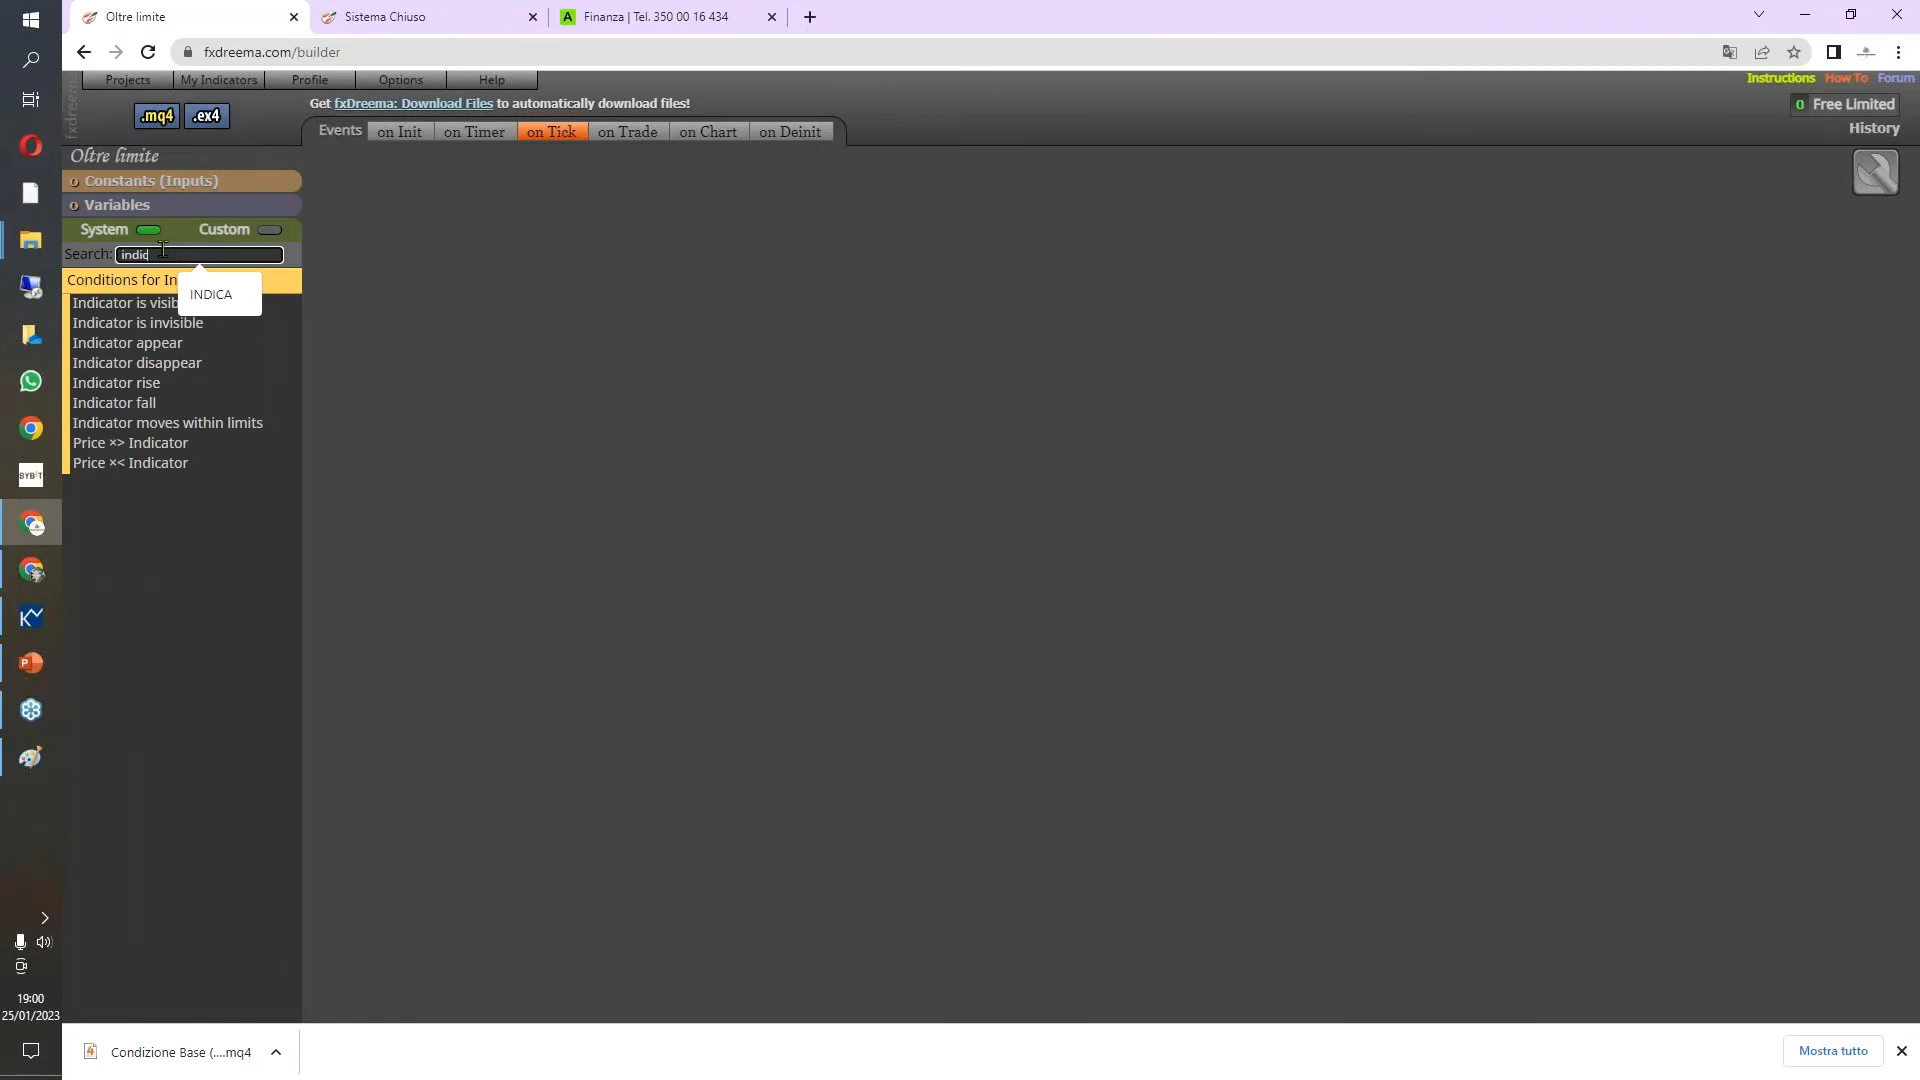 Oltre limite
Sistema Chiuso
Finanza | Tel. 350 00 16 434
fxdreema.com/builder
Projects
My Indicators
Profile
Options
Help
Instructions
How To
Forum
fxdreema
.mq4
.ex4
Get fxDreema: Download Files to automatically download files!
0 Free Limited
Events
on Init
on Timer
on Tick
on Trade
on Chart
on Deinit
History
Oltre limite
Constants (Inputs)
Variables
System
Custom
Search: indic
Conditions for In
INDICA
Indicator is visib
Indicator is invisible
Indicator appear
Indicator disappear
Indicator rise
Indicator fall
Indicator moves within limits
Price ×> Indicator
Price ×< Indicator
BYBIT
19:00
25/01/2023
Condizione Base (....mq4
Mostra tutto